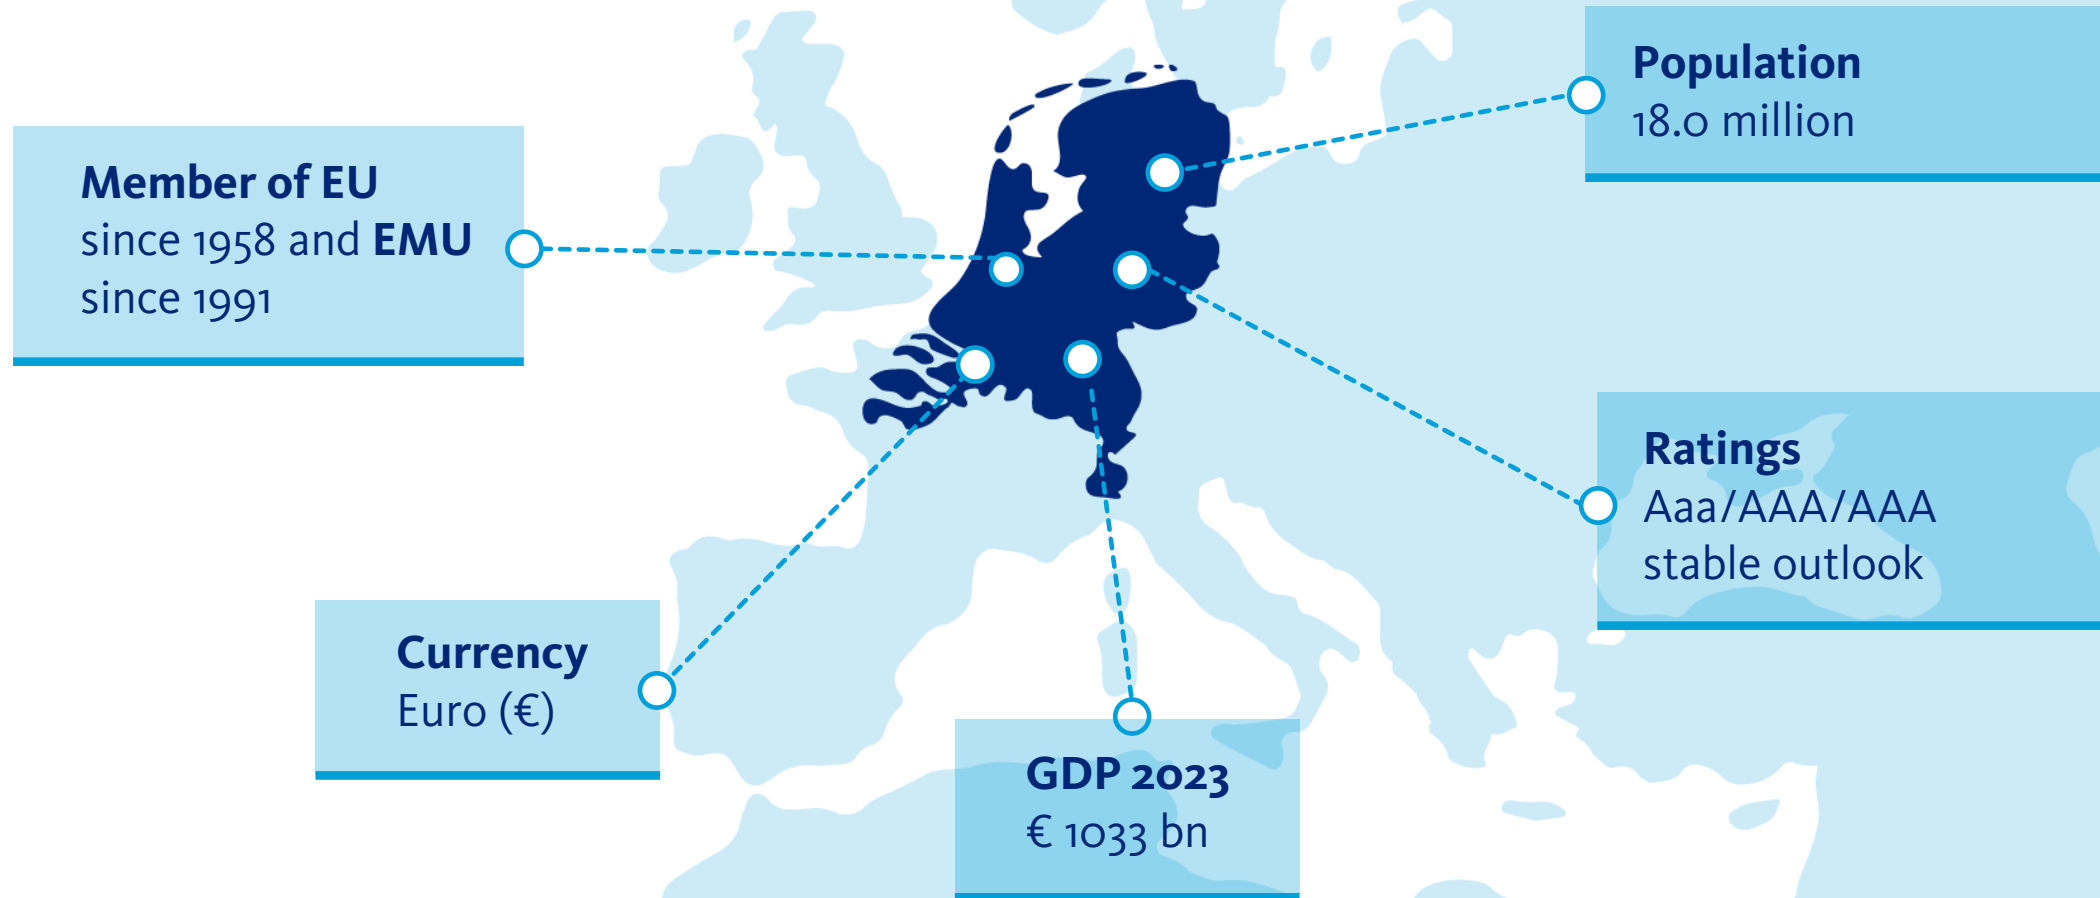 Population
18.0 million
Member of EU
since 1958 and EMU
since 1991
Ratings
Aaa/AAA/AAA
stable outlook
Currency
Euro (€)
GDP 2023
€ 1033 bn